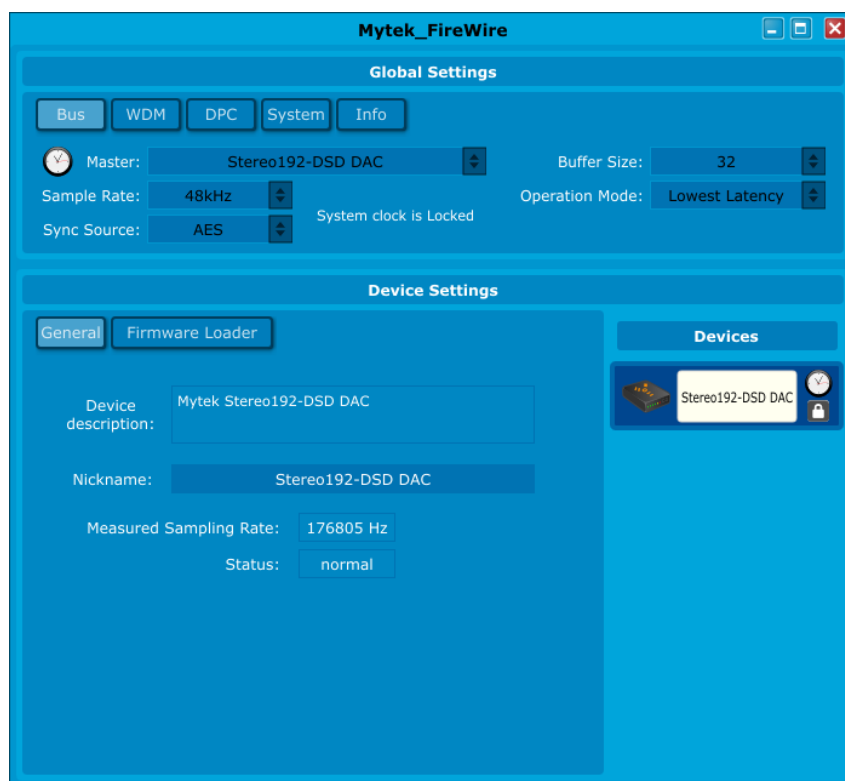 Mytek_FireWire
Global Settings
Bus WDM DPC System Info
Master: Stereo192-DSD DAC Buffer Size: 32
Sample Rate: 48kHz Operation Mode: Lowest Latency
System clock is Locked
Sync Source: AES
Device Settings
General Firmware Loader
Devices
Stereo192-DSD DAC
Device description: Mytek Stereo192-DSD DAC
Nickname: Stereo192-DSD DAC
Measured Sampling Rate: 176805 Hz
Status: normal